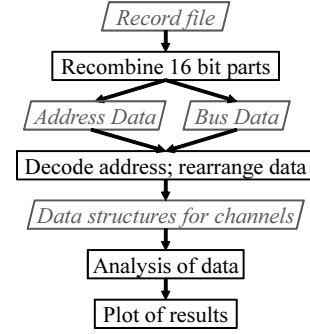 Record file
Recombine 16 bit parts
Address Data
Bus Data
Decode address; rearrange data
Data structures for channels
Analysis of data
Plot of results